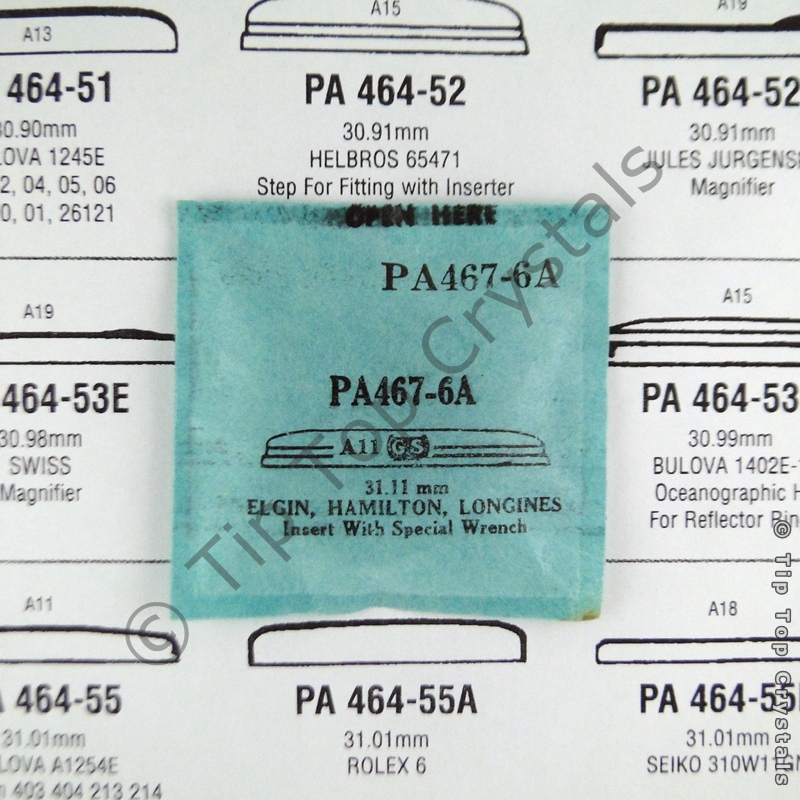 A13
A15
A19
464-51
30.90mm
LOVA 1245E
2, 04, 05, 06
0, 01, 26121
PA 464-52
30.91mm
HELBROS 65471
Step For Fitting with Inserter
PA 464-52
30.91mm
JULES JURGENSE
Magnifier
OPEN HERE
PA467-6A
PA467-6A
A11 GS
31.11 mm
ELGIN, HAMILTON, LONGINES
Insert With Special Wrench
A19
464-53E
30.98mm
SWISS
Magnifier
A15
PA 464-53
30.99mm
BULOVA 1402E-
Oceanographic H
For Reflector Rin
A11
A 464-55
31.01mm
LOVA A1254E
m 403 404 213 214
PA 464-55A
31.01mm
ROLEX 6
A18
PA 464-55
31.01mm
SEIKO 310W11GN
© Tip Top Crystals
© Tip Top Crystals